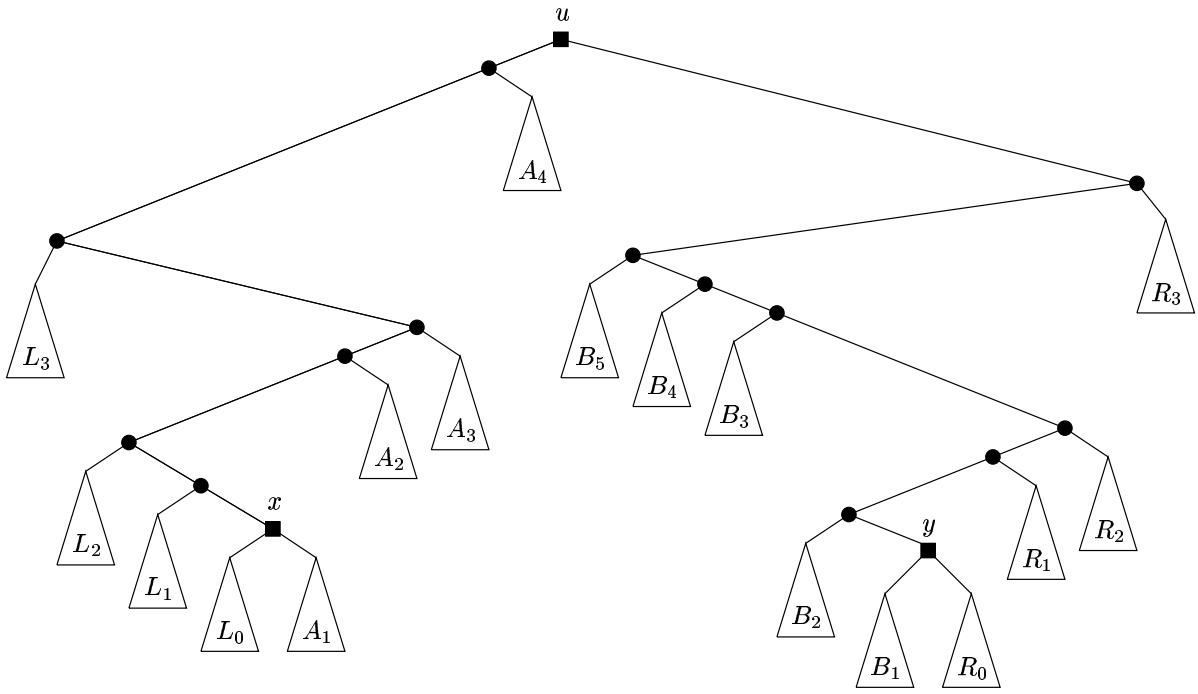 u
A₄
R₃
L₃
B₅
B₄
B₃
A₃
A₂
x
L₂
L₁
L₀
A₁
y
R₂
R₁
B₂
B₁
R₀